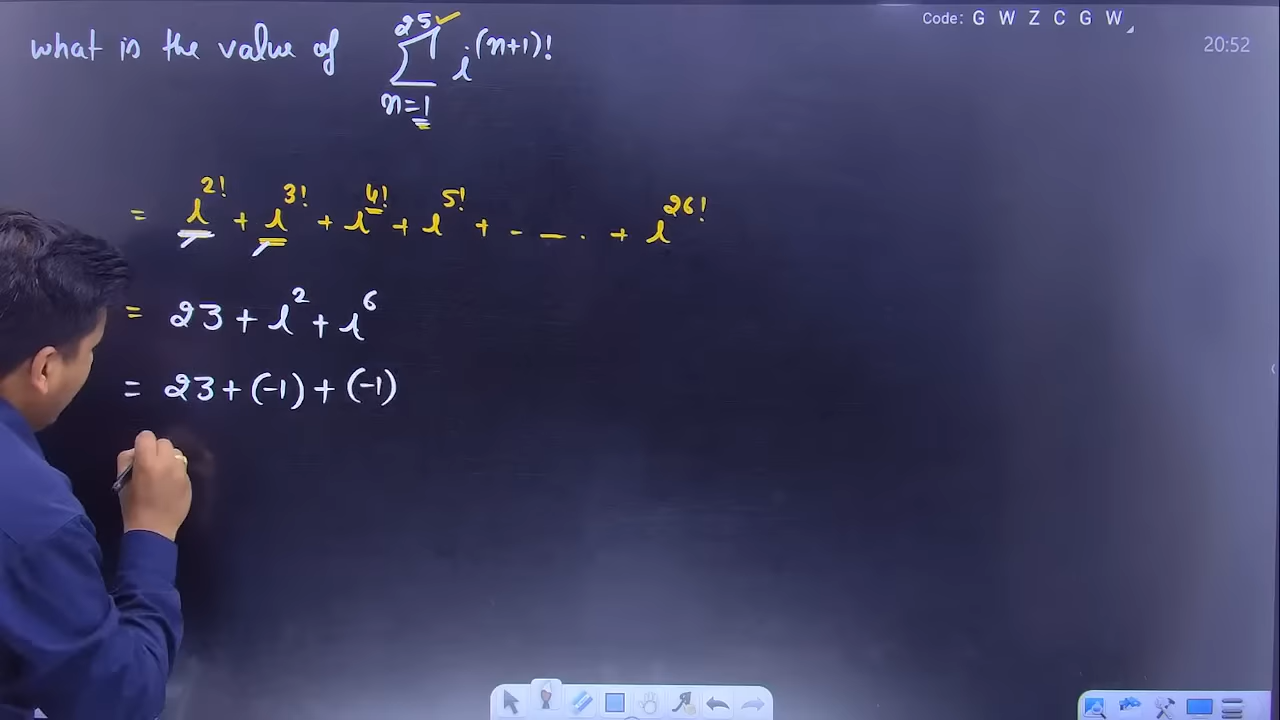 what is the value of \sum_{n=1}^{25} i^{(n+1)!}
Code: G W Z C G W
20:52
= i^{2!} + i^{3!} + i^{4!} + i^{5!} + - - . + i^{26!}
= 23 + i^2 + i^6
= 23 + (-1) + (-1)